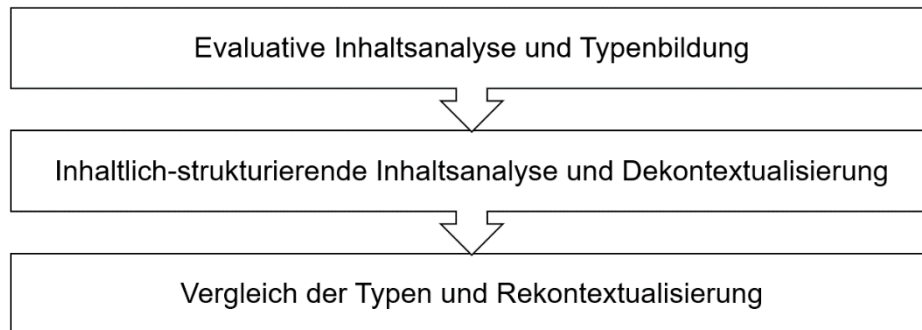 Evaluative Inhaltsanalyse und Typenbildung
Inhaltlich-strukturierende Inhaltsanalyse und Dekontextualisierung
Vergleich der Typen und Rekontextualisierung